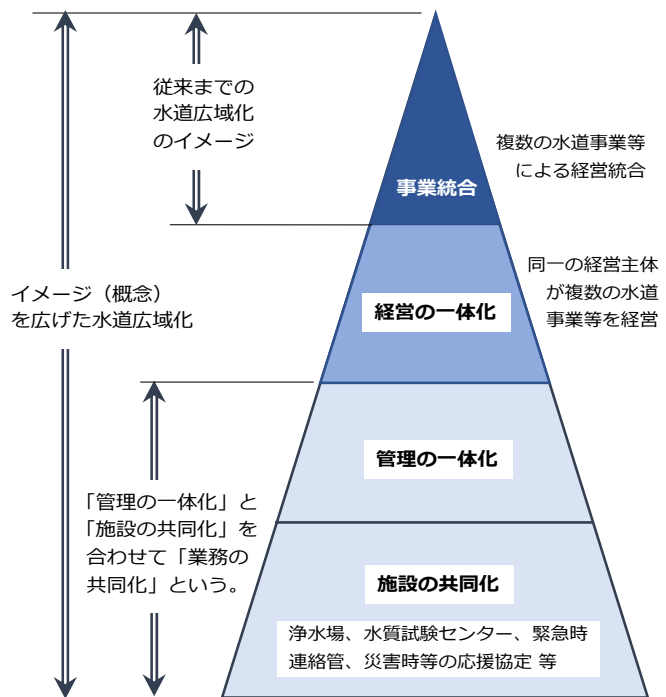 従来までの
水道広域化
のイメージ
複数の水道事業等
による経営統合
事業統合
同一の経営主体
が複数の水道
事業等を経営
イメージ（概念）
を広げた水道広域化
経営の一体化
管理の一体化
「管理の一体化」と
「施設の共同化」を
合わせて「業務の
共同化」という。
施設の共同化
浄水場、水質試験センター、緊急時
連絡管、災害時等の応援協定 等